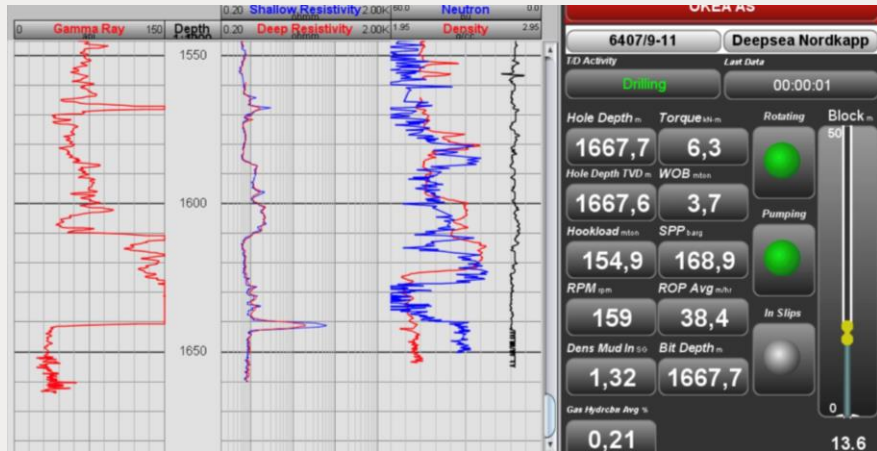 0.20 Shallow Resistivity 2.00K 60.0 Neutron 0.0
0 Gamma Ray 150 Depth 0.20 Deep Resistivity 2.00K 1.95 Density 2.95
1550
1600
1650
OKEA AS
6407/9-11 Deepsea Nordkapp
T/D Activity Last Data
Drilling 00:00:01
Hole Depth m Torque kN-m Rotating Block m
1667,7 6,3 50
Hole Depth TVD m WOB mton
1667,6 3,7
Hookload mton SPP barg Pumping
154,9 168,9
RPM rpm ROP Avg m/hr
159 38,4
Dens Mud In SG Bit Depth m In Slips
1,32 1667,7
Gas Hydrcbs Avg % 0
0,21 13.6